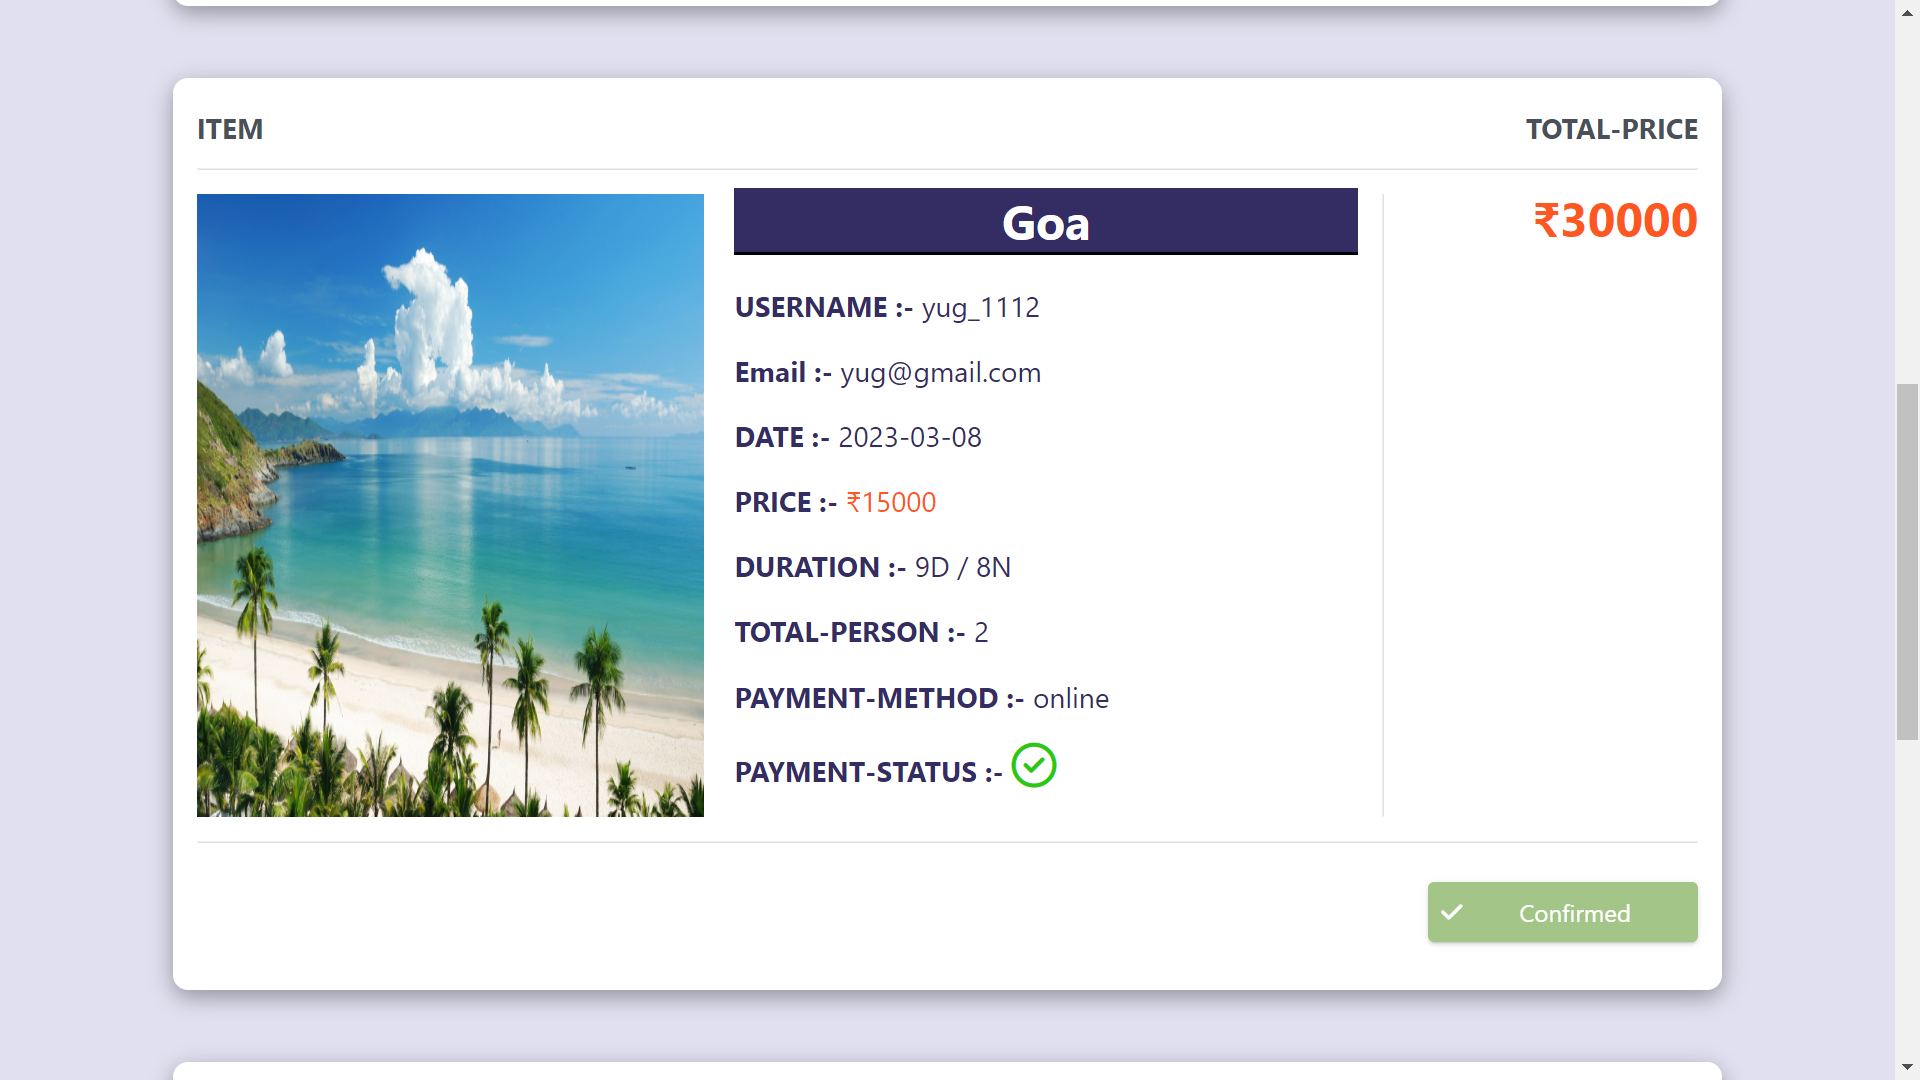 ITEM
TOTAL-PRICE
Goa
₹30000
USERNAME :- yug_1112
Email :- yug@gmail.com
DATE :- 2023-03-08
PRICE :- ₹15000
DURATION :- 9D / 8N
TOTAL-PERSON :- 2
PAYMENT-METHOD :- online
PAYMENT-STATUS :-
Confirmed